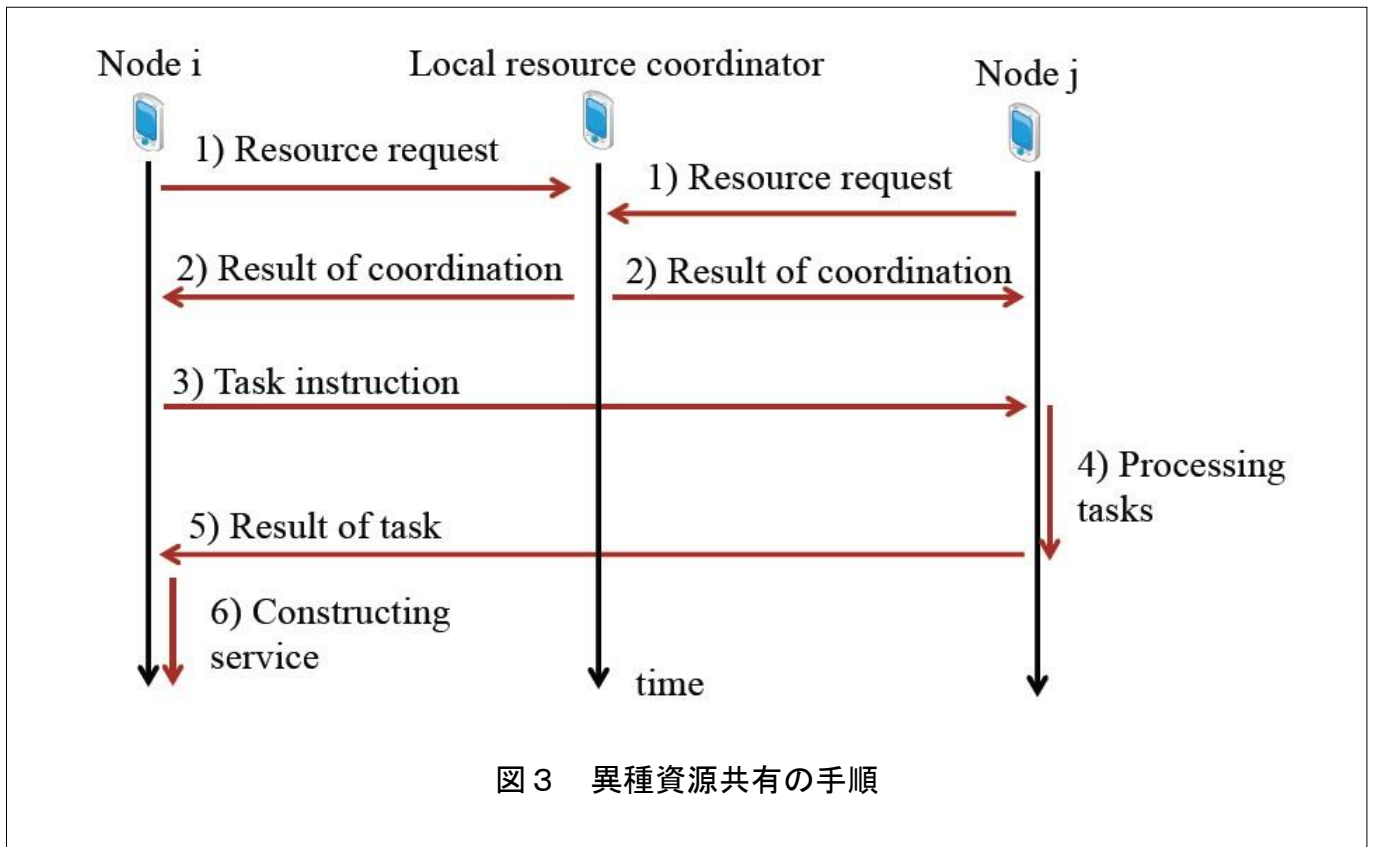 Node i
Local resource coordinator
Node j
1) Resource request
1) Resource request
2) Result of coordination
2) Result of coordination
3) Task instruction
4) Processing
tasks
5) Result of task
6) Constructing
service
time
図３　異種資源共有の手順